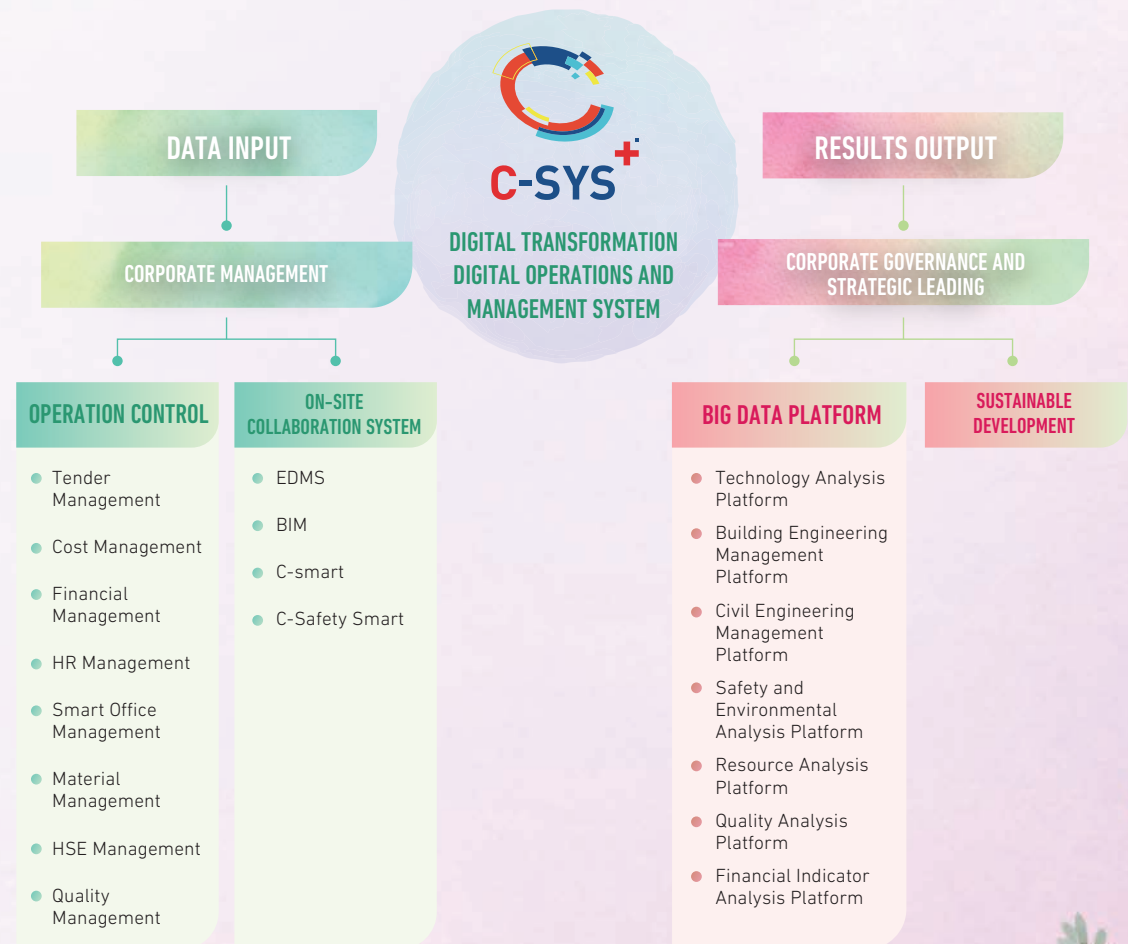 C-SYS+
DIGITAL TRANSFORMATION
DIGITAL OPERATIONS AND
MANAGEMENT SYSTEM
DATA INPUT
CORPORATE MANAGEMENT
OPERATION CONTROL
Tender
Management
Cost Management
Financial
Management
HR Management
Smart Office
Management
Material
Management
HSE Management
Quality
Management
ON-SITE
COLLABORATION SYSTEM
EDMS
BIM
C-smart
C-Safety Smart
RESULTS OUTPUT
CORPORATE GOVERNANCE AND
STRATEGIC LEADING
BIG DATA PLATFORM
Technology Analysis
Platform
Building Engineering
Management
Platform
Civil Engineering
Management
Platform
Safety and
Environmental
Analysis Platform
Resource Analysis
Platform
Quality Analysis
Platform
Financial Indicator
Analysis Platform
SUSTAINABLE
DEVELOPMENT